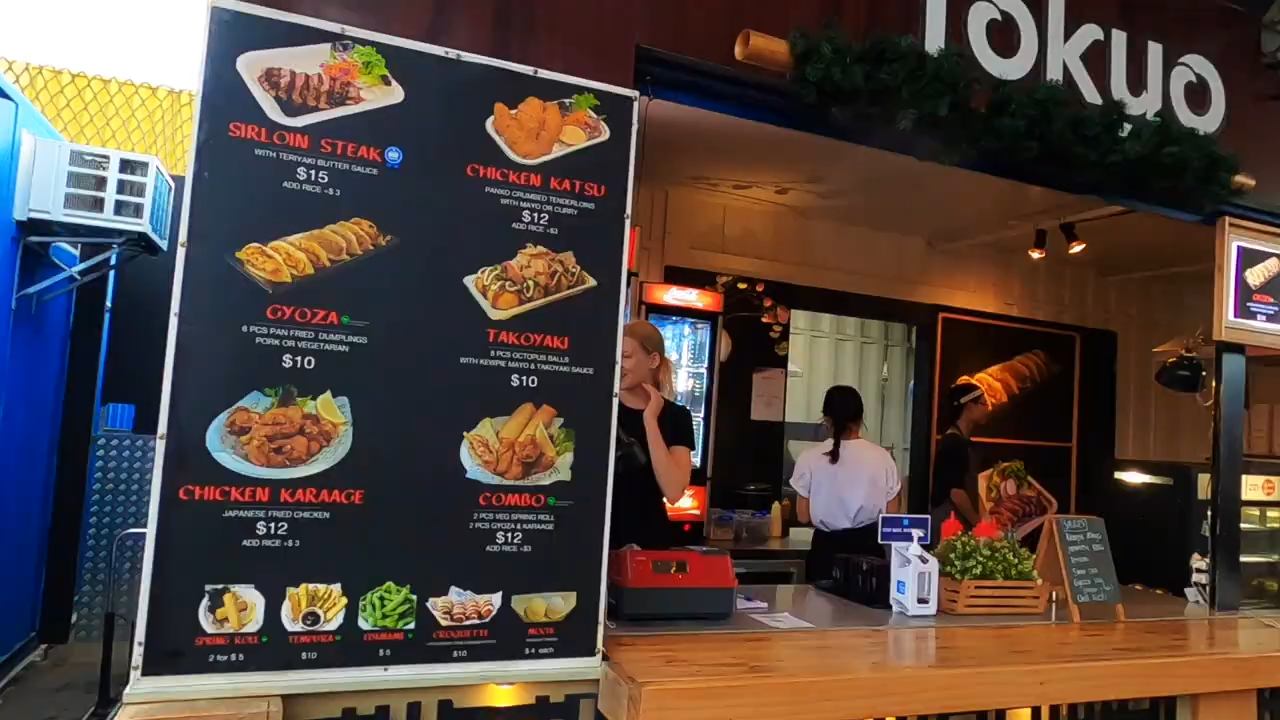 Tokyo
SIRLOIN STEAK
WITH TERIYAKI BUTTER SAUCE
$15
ADD RICE +$ 3
CHICKEN KATSU
PANKO CRUMBED TENDERLOINS
WITH MAYO OR CURRY
$12
ADD RICE +$3
GYOZA
6 PCS PAN FRIED DUMPLINGS
PORK OR VEGETARIAN
$10
TAKOYAKI
8 PCS OCTOPUS BALLS
WITH KEWPIE MAYO & TAKOYAKI SAUCE
$10
CHICKEN KARAAGE
JAPANESE FRIED CHICKEN
$12
ADD RICE +$ 3
COMBO
2 PCS VEG SPRING ROLL
2 PCS GYOZA & KARAAGE
$12
ADD RICE +$3
SPRING ROLL
2 for $ 5
TEMPURA
$10
EDAMAME
$ 6
CROQUETTE
$10
MOCHI
$ 4 each
Coca-Cola
SAUCES